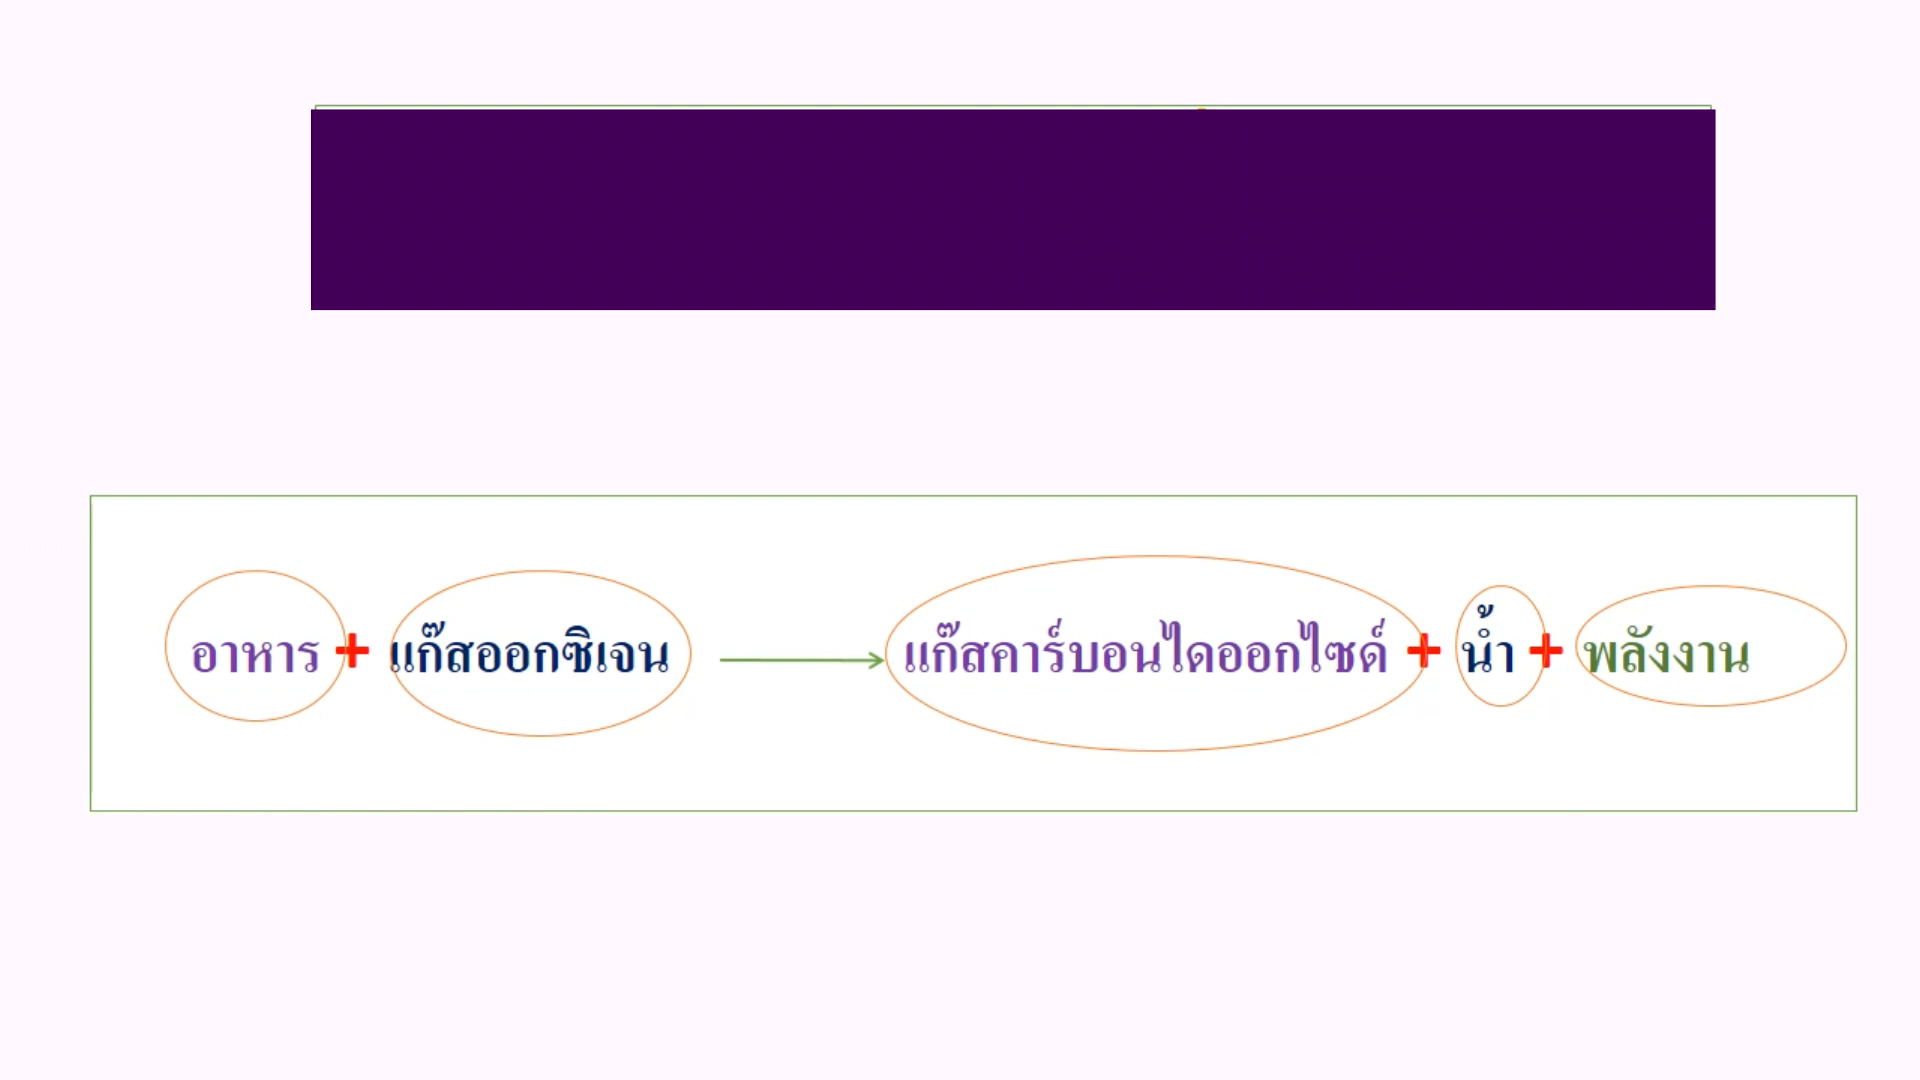 อาหาร + แก๊สออกซิเจน → แก๊สคาร์บอนไดออกไซด์ + น้ำ + พลังงาน